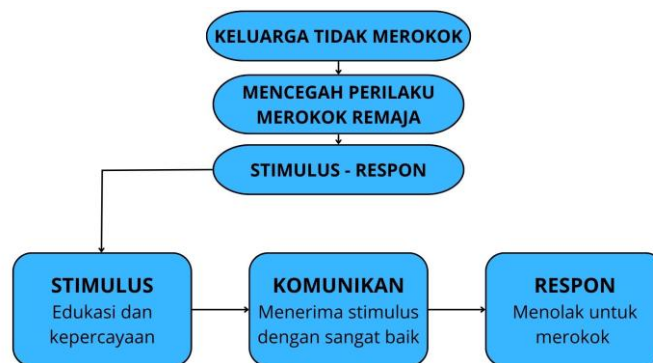 KELUARGA TIDAK MEROKOK
MENCEGAH PERILAKU
MEROKOK REMAJA
STIMULUS - RESPON
STIMULUS
Edukasi dan
kepercayaan
KOMUNIKAN
Menerima stimulus
dengan sangat baik
RESPON
Menolak untuk
merokok